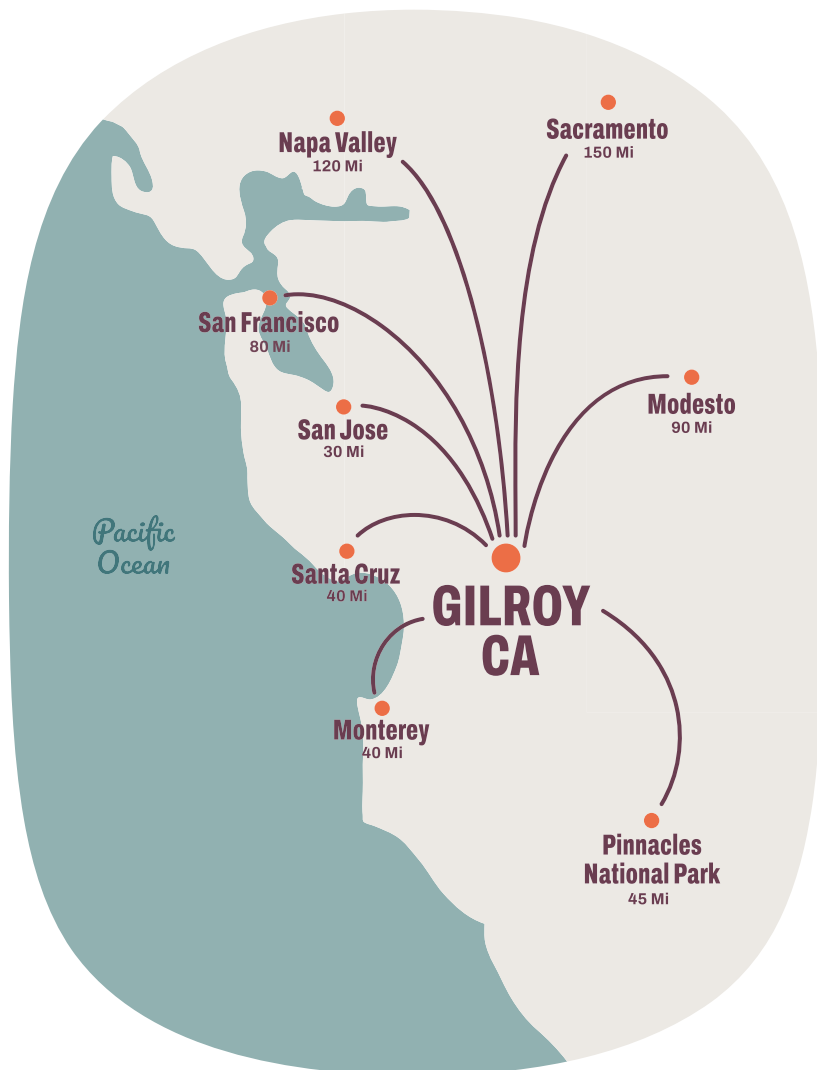 Napa Valley
120 Mi
Sacramento
150 Mi
San Francisco
80 Mi
Modesto
90 Mi
San Jose
30 Mi
Pacific
Ocean
Santa Cruz
40 Mi
GILROY
CA
Monterey
40 Mi
Pinnacles
National Park
45 Mi